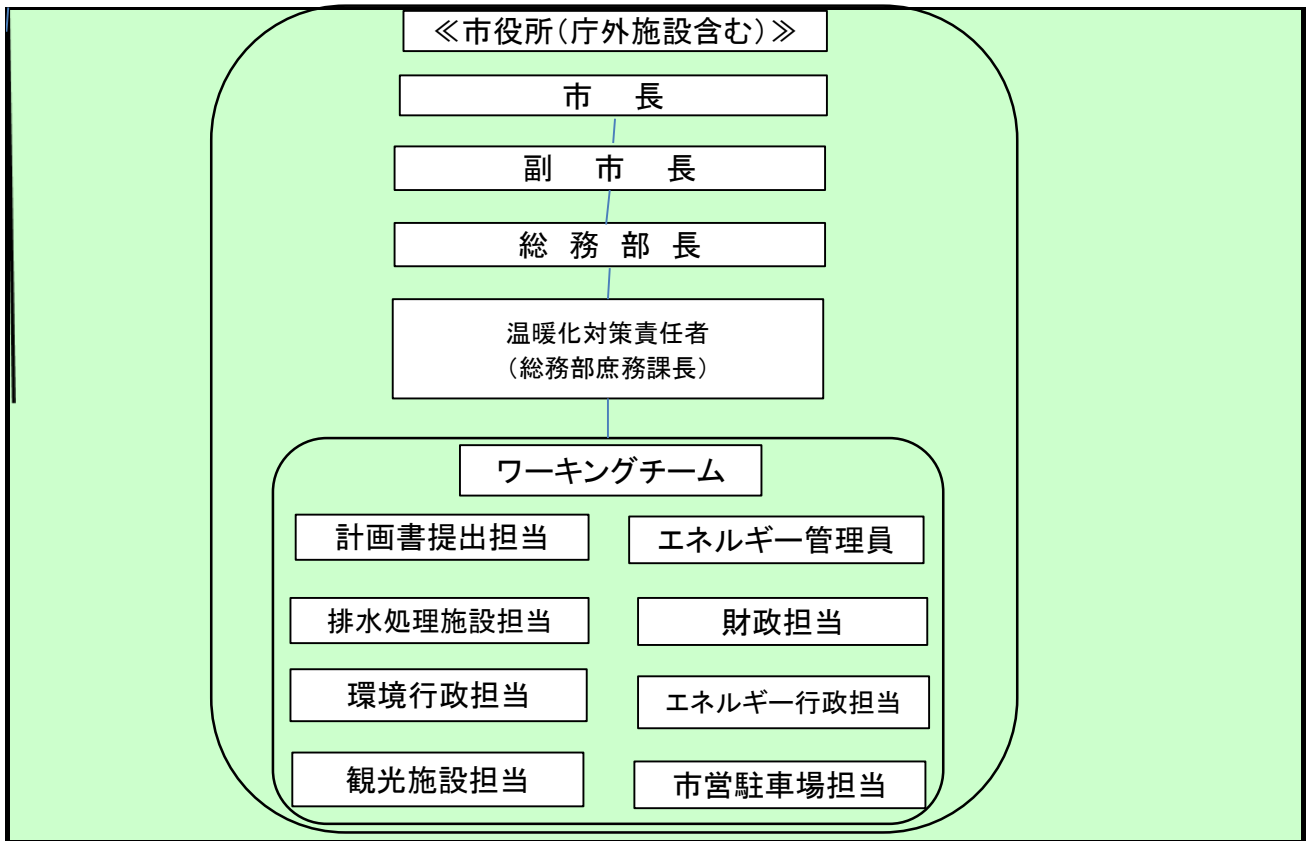 ≪市役所（庁外施設含む）≫
市　長
副　市　長
総 務 部 長
温暖化対策責任者
（総務部庶務課長）
ワーキングチーム
計画書提出担当
エネルギー管理員
排水処理施設担当
財政担当
環境行政担当
エネルギー行政担当
観光施設担当
市営駐車場担当